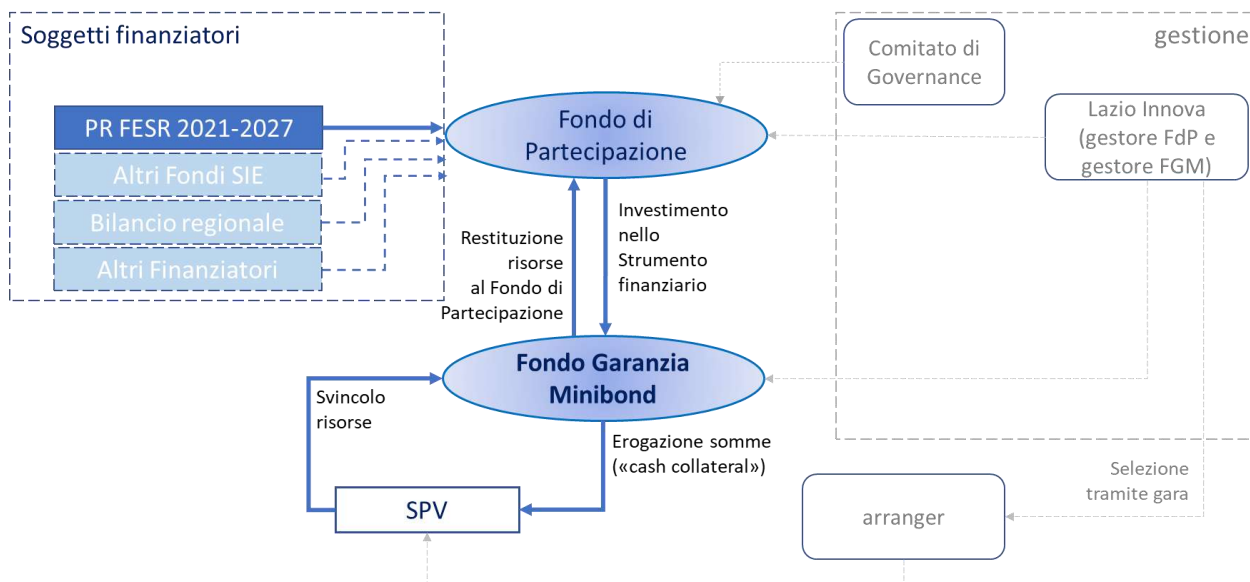 Soggetti finanziatori
PR FESR 2021-2027
Altri Fondi SIE
Bilancio regionale
Altri Finanziatori
Fondo di
Partecipazione
Comitato di
Governance
gestione
Lazio Innova
(gestore FdP e
gestore FGM)
Restituzione
risorse
al Fondo di
Partecipazione
Investimento
nello
Strumento
finanziario
Fondo Garanzia
Minibond
Svincolo
risorse
Erogazione somme
(«cash collateral»)
SPV
arranger
Selezione
tramite gara